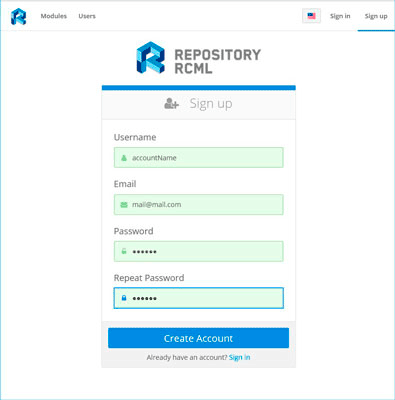 Modules Users Sign in Sign up
REPOSITORY
RCML
Sign up
Username
accountName
Email
mail@mail.com
Password
●●●●●●
Repeat Password
●●●●●●
Create Account
Already have an account? Sign in